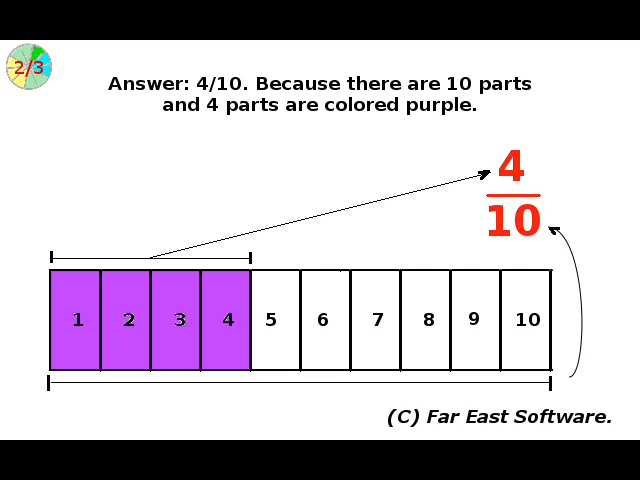 2/3
Answer: 4/10. Because there are 10 parts
and 4 parts are colored purple.
4
10
1 2 3 4 5 6 7 8 9 10
(C) Far East Software.